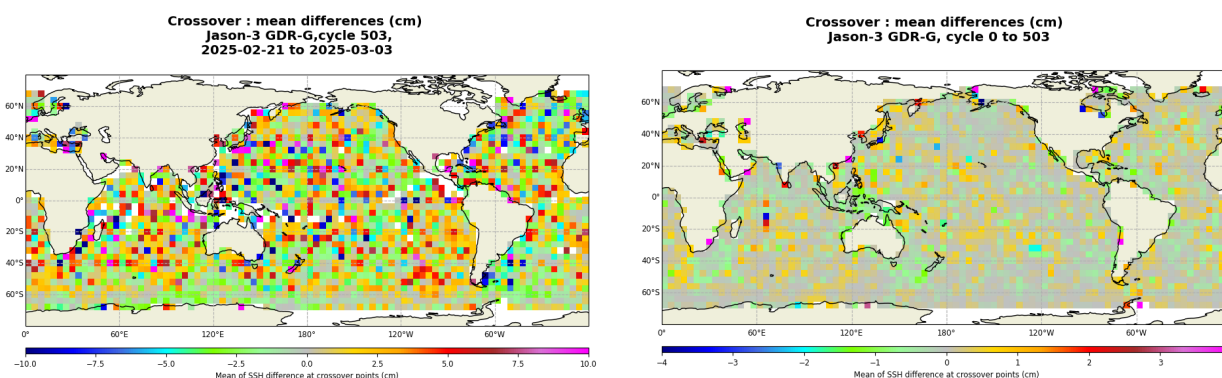 Crossover : mean differences (cm)
Jason-3 GDR-G,cycle 503,
2025-02-21 to 2025-03-03
60°N
40°N
20°N
0°
20°S
40°S
60°S
0°
60°E
120°E
180°
120°W
60°W
-10.0
-7.5
-5.0
-2.5
0.0
2.5
5.0
7.5
10.0
Mean of SSH difference at crossover points (cm)
Crossover : mean differences (cm)
Jason-3 GDR-G, cycle 0 to 503
60°N
40°N
20°N
0°
20°S
40°S
60°S
0°
60°E
120°E
180°
120°W
60°W
−4
−3
−2
−1
0
1
2
3
Mean of SSH difference at crossover points (cm)